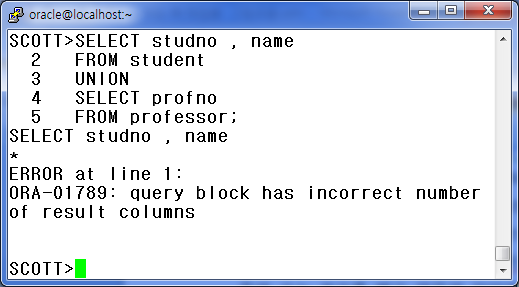 oracle@localhost:~
SCOTT>SELECT studno , name
2 FROM student
3 UNION
4 SELECT profno
5 FROM professor;
SELECT studno , name
*
ERROR at line 1:
ORA-01789: query block has incorrect number
of result columns
SCOTT>